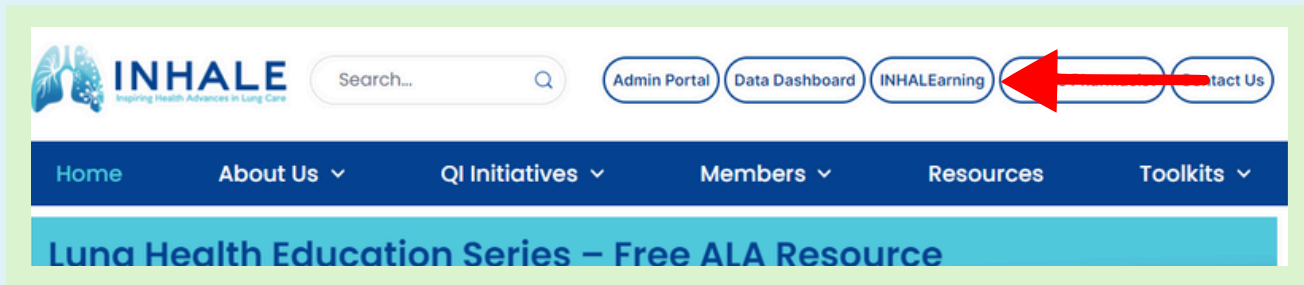 INHALE
Inspiring Health Advances in Lung Care
Search...
Admin Portal
Data Dashboard
INHALEarning
Contact Us
Home
About Us
QI Initiatives
Members
Resources
Toolkits
Lung Health Education Series – Free ALA Resource